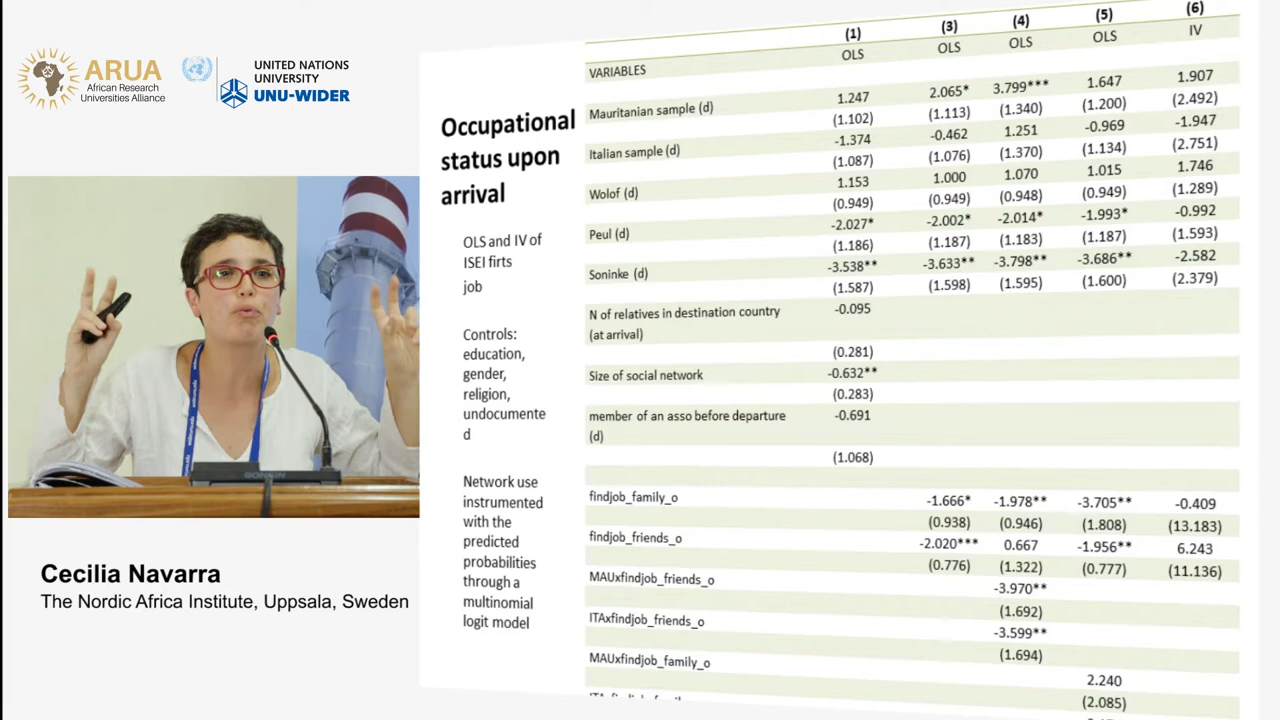 ARUA
African Research
Universities Alliance
UNITED NATIONS
UNIVERSITY
UNU-WIDER
Cecilia Navarra
The Nordic Africa Institute, Uppsala, Sweden
Occupational
status upon
arrival
OLS and IV of
ISEI firts
job
Controls:
education,
gender,
religion,
undocumente
d
Network use
instrumented
with the
predicted
probabilities
through a
multinomial
logit model
(1) (3) (4) (5) (6)
OLS OLS OLS OLS IV
VARIABLES
Mauritanian sample (d) 1.247 2.065* 3.799*** 1.647 1.907
(1.102) (1.113) (1.340) (1.200) (2.492)
Italian sample (d) -1.374 -0.462 1.251 -0.969 -1.947
(1.087) (1.076) (1.370) (1.134) (2.751)
Wolof (d) 1.153 1.000 1.070 1.015 1.746
(0.949) (0.949) (0.948) (0.949) (1.289)
Peul (d) -2.027* -2.002* -2.014* -1.993* -0.992
(1.186) (1.187) (1.183) (1.187) (1.593)
Soninke (d) -3.538** -3.633** -3.798** -3.686** -2.582
(1.587) (1.598) (1.595) (1.600) (2.379)
N of relatives in destination country -0.095
(at arrival)
(0.281)
Size of social network -0.632**
(0.283)
member of an asso before departure -0.691
(d)
(1.068)
findjob_family_o -1.666* -1.978** -3.705** -0.409
(0.938) (0.946) (1.808) (13.183)
findjob_friends_o -2.020*** 0.667 -1.956** 6.243
(0.776) (1.322) (0.777) (11.136)
MAUxfindjob_friends_o -3.970**
(1.692)
ITAxfindjob_friends_o -3.599**
(1.694)
MAUxfindjob_family_o 2.240
(2.085)